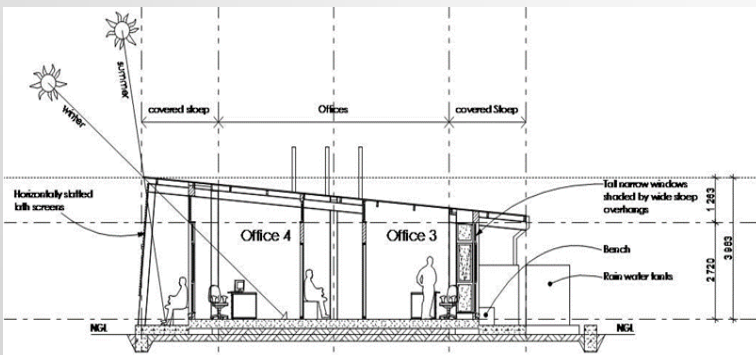 summer
winter
covered stoep
Offices
covered Stoep
Horizontally slatted
lath screens
Tall narrow windows
shaded by wide stoep
overhangs
Office 4
Office 3
Bench
Rain water tanks
1 263
2 720
3 983
NGL
NGL